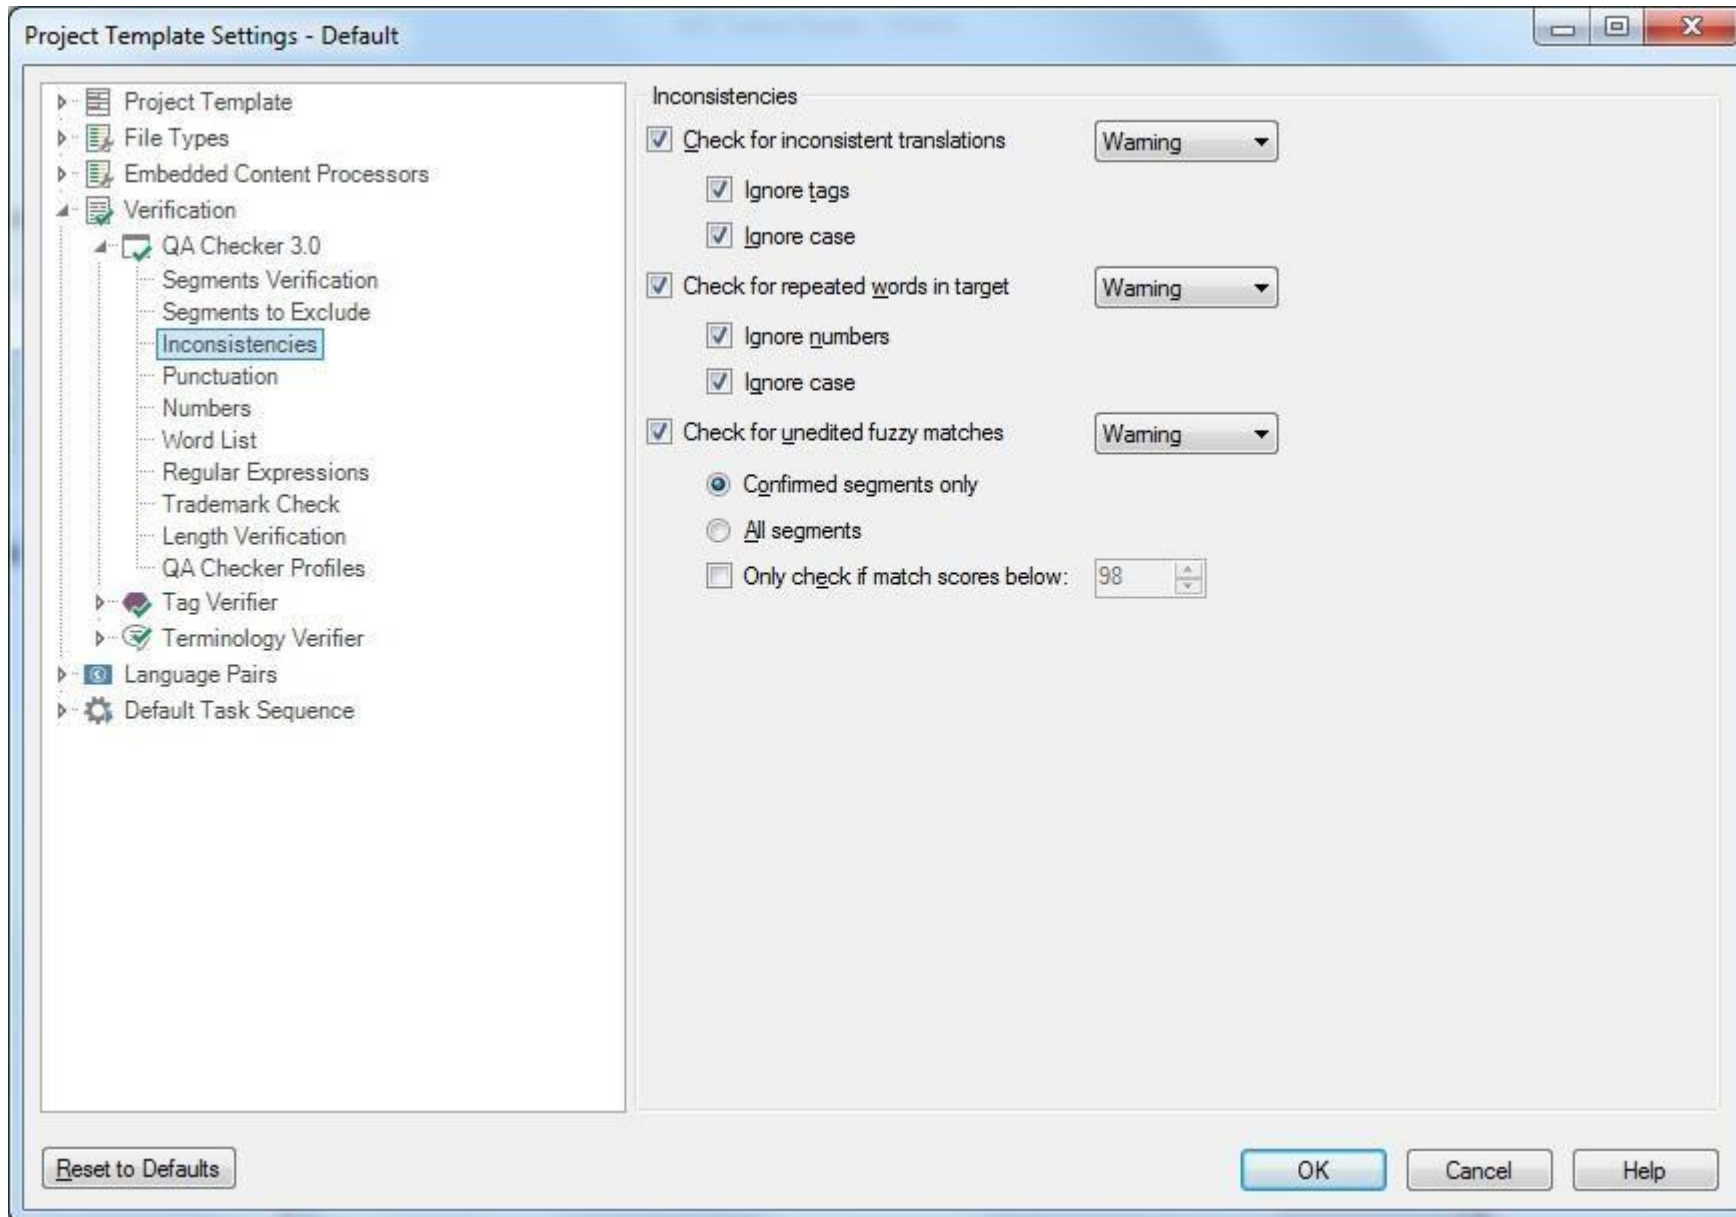 Project Template Settings - Default
Project Template
File Types
Embedded Content Processors
Verification
QA Checker 3.0
Segments Verification
Segments to Exclude
Inconsistencies
Punctuation
Numbers
Word List
Regular Expressions
Trademark Check
Length Verification
QA Checker Profiles
Tag Verifier
Terminology Verifier
Language Pairs
Default Task Sequence
Inconsistencies
Check for inconsistent translations Warning
Ignore tags
Ignore case
Check for repeated words in target Warning
Ignore numbers
Ignore case
Check for unedited fuzzy matches Warning
Confirmed segments only
All segments
Only check if match scores below: 98
Reset to Defaults
OK Cancel Help